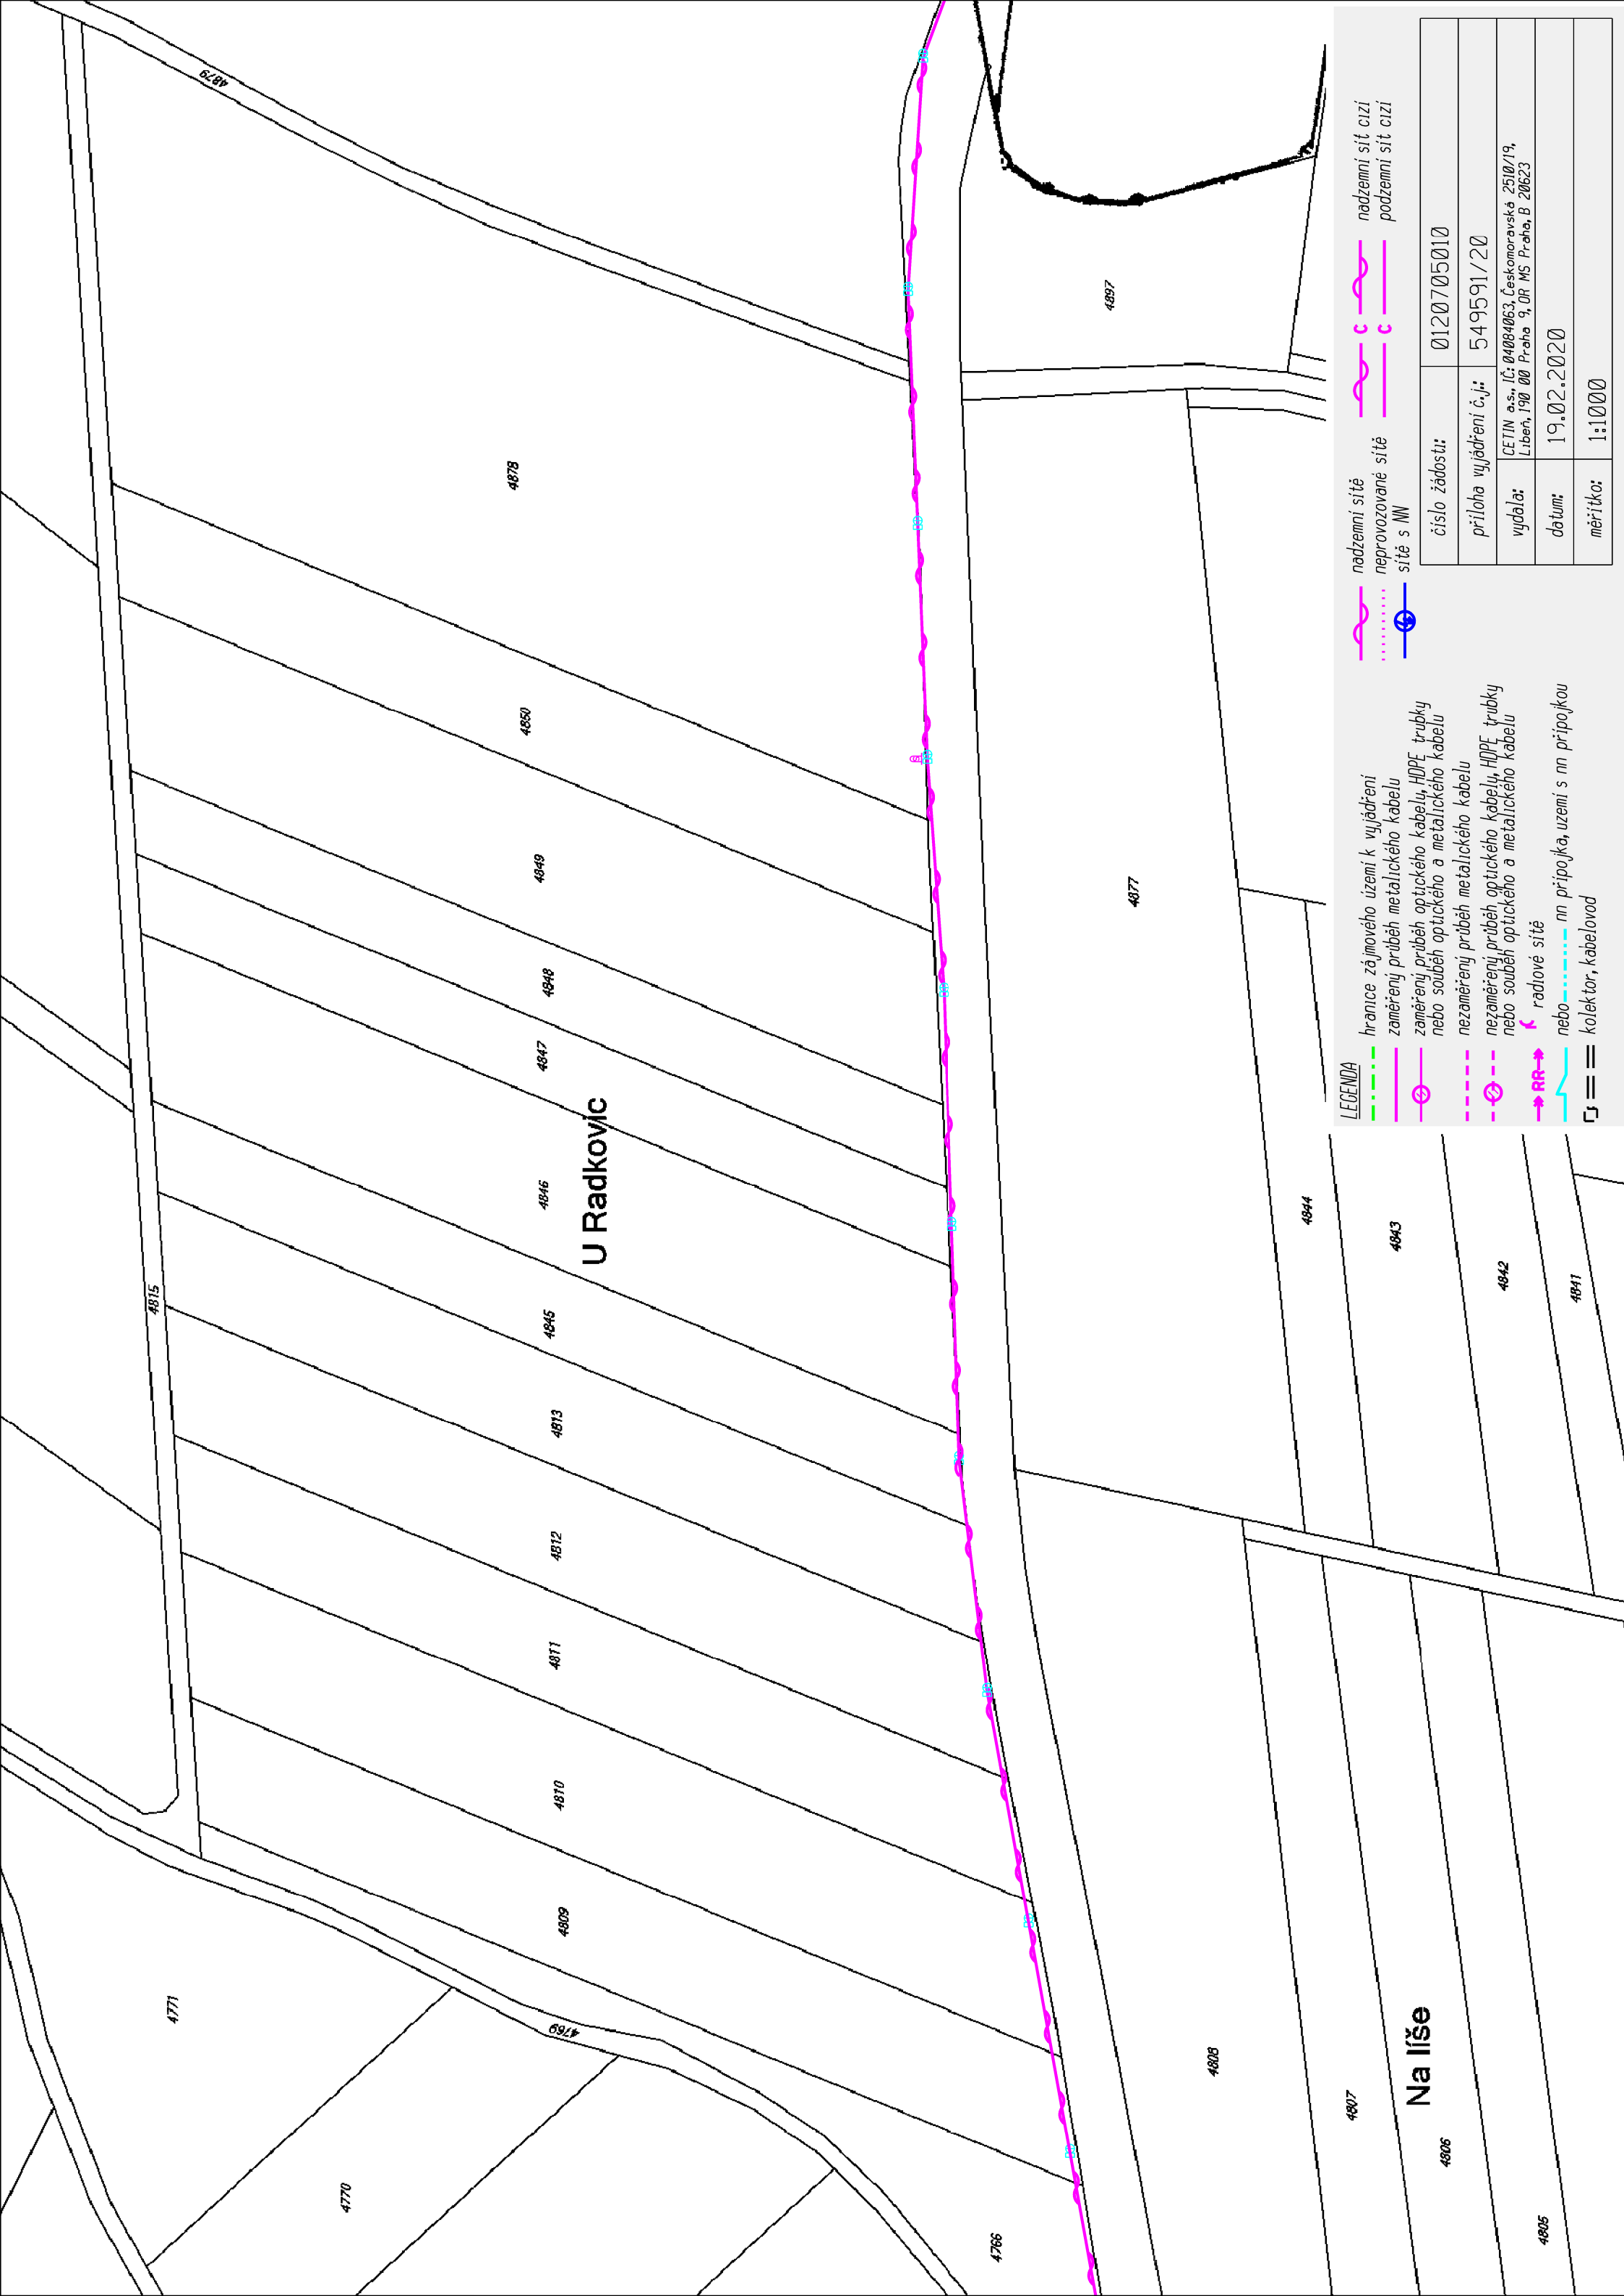 4879
4878
4897
4850
4849
4877
4848
4847
U Radkovic
4846
4844
4843
4842
4841
4815
4845
4813
4812
4811
4810
4809
4771
4769
4770
4766
4808
4807
Na líše
4806
4805
LEGENDA
hranice zájmového území k vyjádření
zaměřený průběh metalického kabelu
zaměřený průběh optického kabelu, HDPE trubky
nebo souběh optického a metalického kabelu
nezaměřený průběh metalického kabelu
nezaměřený průběh optického kabelu, HDPE trubky
nebo souběh optického a metalického kabelu
RR
radiové sítě
nebo
nn přípojka, území s nn přípojkou
kolektor, kabelovod
nadzemní sítě
neprovozované sítě
sítě s NN
C
nadzemní sít cizí
C
podzemní sít cizí
číslo žádosti: 0120705010
příloha vyjádření č.j.: 549591/20
vydala: CETIN a.s., IČ: 04084063, Českomoravská 2510/19,
Libeň, 190 00 Praha 9, OR MS Praha, B 20623
datum: 19.02.2020
měřítko: 1:1000